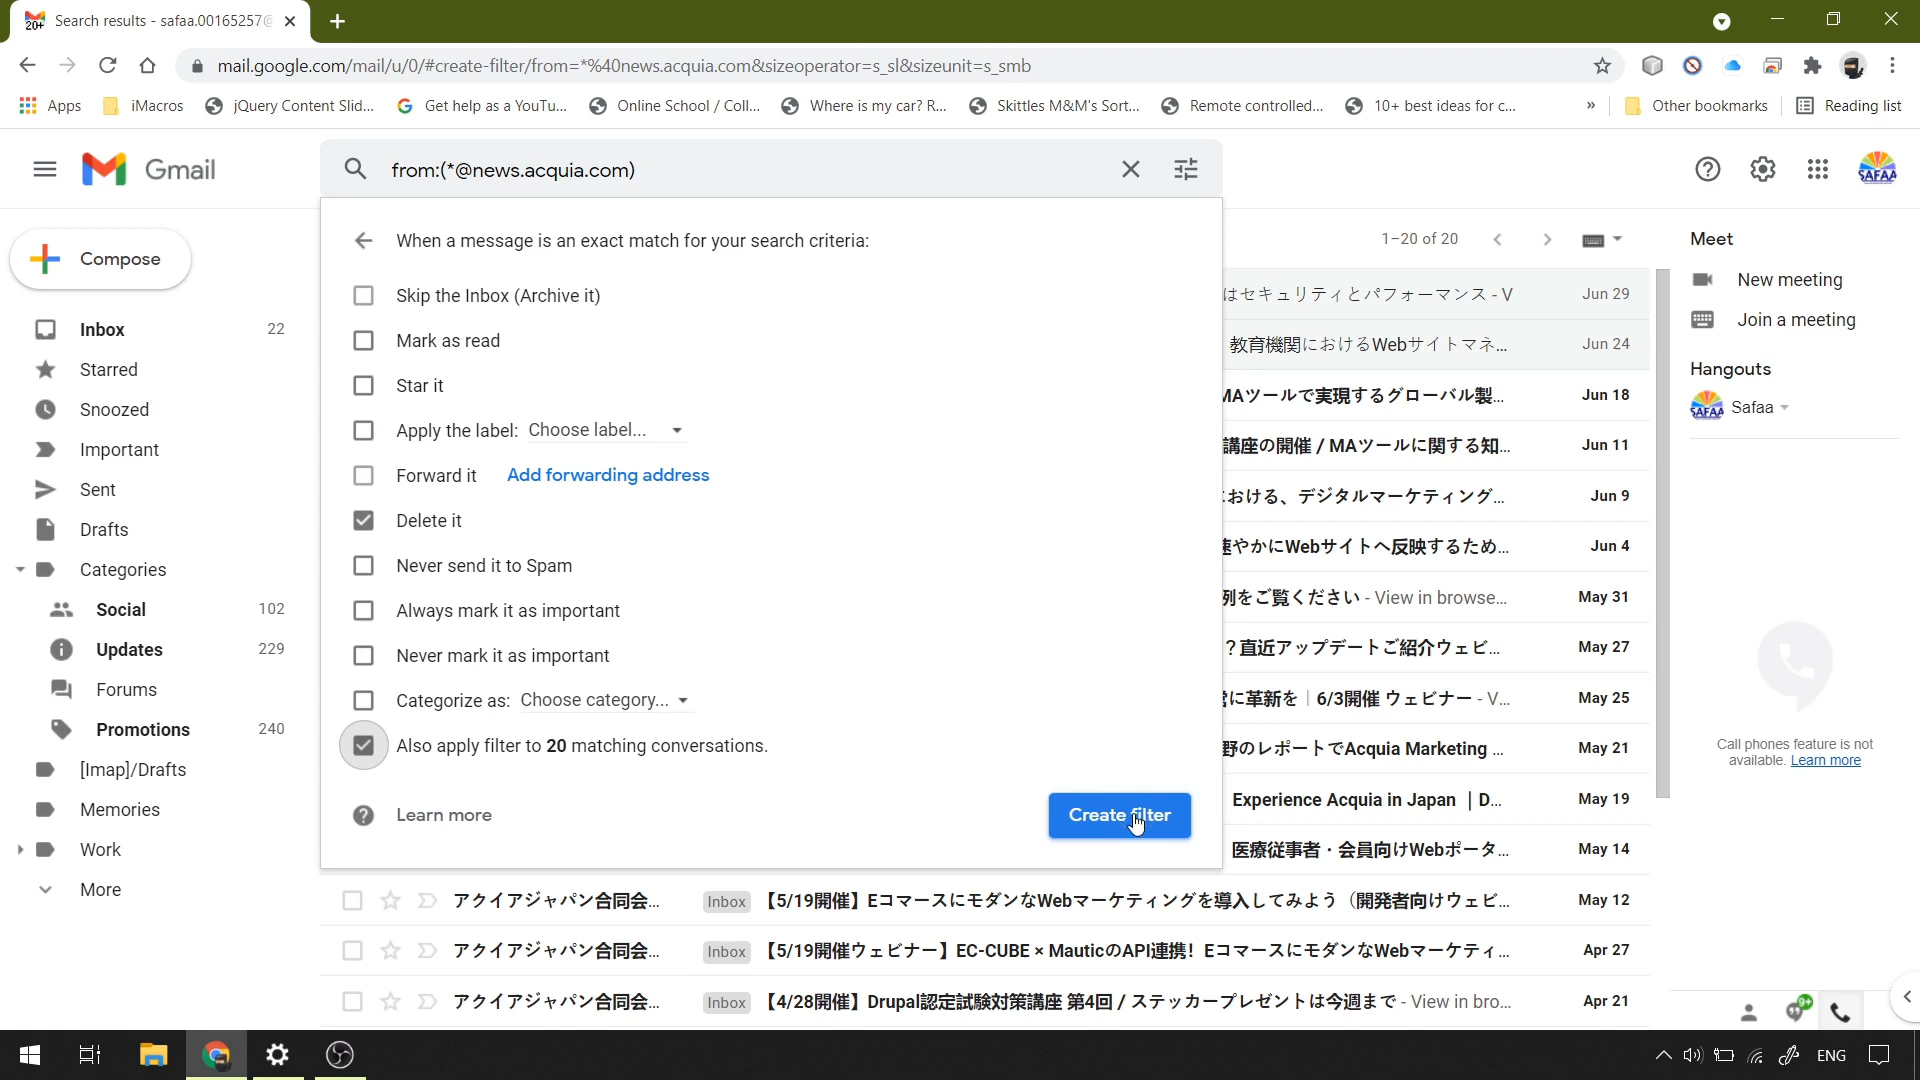 Search results - safaa.00165257@
mail.google.com/mail/u/0/#create-filter/from=*%40news.acquia.com&sizeoperator=s_sl&sizeunit=s_smb
Apps iMacros jQuery Content Slid... Get help as a YouTu... Online School / Coll... Where is my car? R... Skittles M&M's Sort... Remote controlled... 10+ best ideas for c... » Other bookmarks Reading list
Gmail
from:(*@news.acquia.com)
SAFAA
Compose
Inbox 22
Starred
Snoozed
Important
Sent
Drafts
Categories
Social 102
Updates 229
Forums
Promotions 240
[Imap]/Drafts
Memories
Work
More
When a message is an exact match for your search criteria:
Skip the Inbox (Archive it)
Mark as read
Star it
Apply the label: Choose label...
Forward it Add forwarding address
Delete it
Never send it to Spam
Always mark it as important
Never mark it as important
Categorize as: Choose category...
Also apply filter to 20 matching conversations.
Learn more
Create filter
1–20 of 20
はセキュリティとパフォーマンス - V Jun 29
教育機関におけるWebサイトマネ... Jun 24
MAツールで実現するグローバル製... Jun 18
講座の開催 / MAツールに関する知... Jun 11
おける、デジタルマーケティング... Jun 9
速やかにWebサイトへ反映するため... Jun 4
例をご覧ください - View in browse... May 31
?直近アップデートご紹介ウェビ... May 27
に革新を | 6/3開催 ウェビナー - V... May 25
野のレポートでAcquia Marketing ... May 21
Experience Acquia in Japan | D... May 19
医療従事者・会員向けWebポータ... May 14
アクイアジャパン合同会... Inbox 【5/19開催】Eコマースにモダンなwebマーケティングを導入してみよう（開発者向けウェビ... May 12
アクイアジャパン合同会... Inbox 【5/19開催ウェビナー】EC-CUBE × MauticのAPI連携！Eコマースにモダンなwebマーケティ... Apr 27
アクイアジャパン合同会... Inbox 【4/28開催】Drupal認定試験対策講座 第4回 / ステッカープレゼントは今週まで - View in bro... Apr 21
Meet
New meeting
Join a meeting
Hangouts
SAFAA Safaa
Call phones feature is not
available. Learn more
9+
ENG